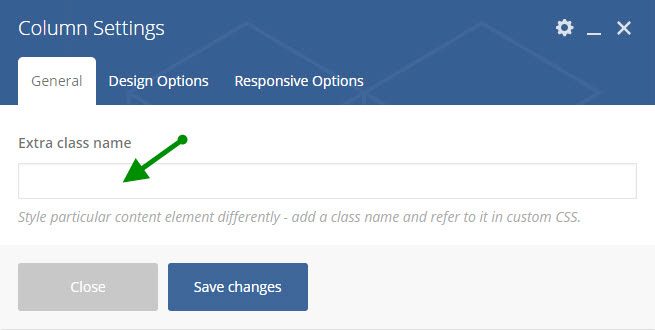 Column Settings
General Design Options Responsive Options
Extra class name
Style particular content element differently - add a class name and refer to it in custom CSS.
Close Save changes